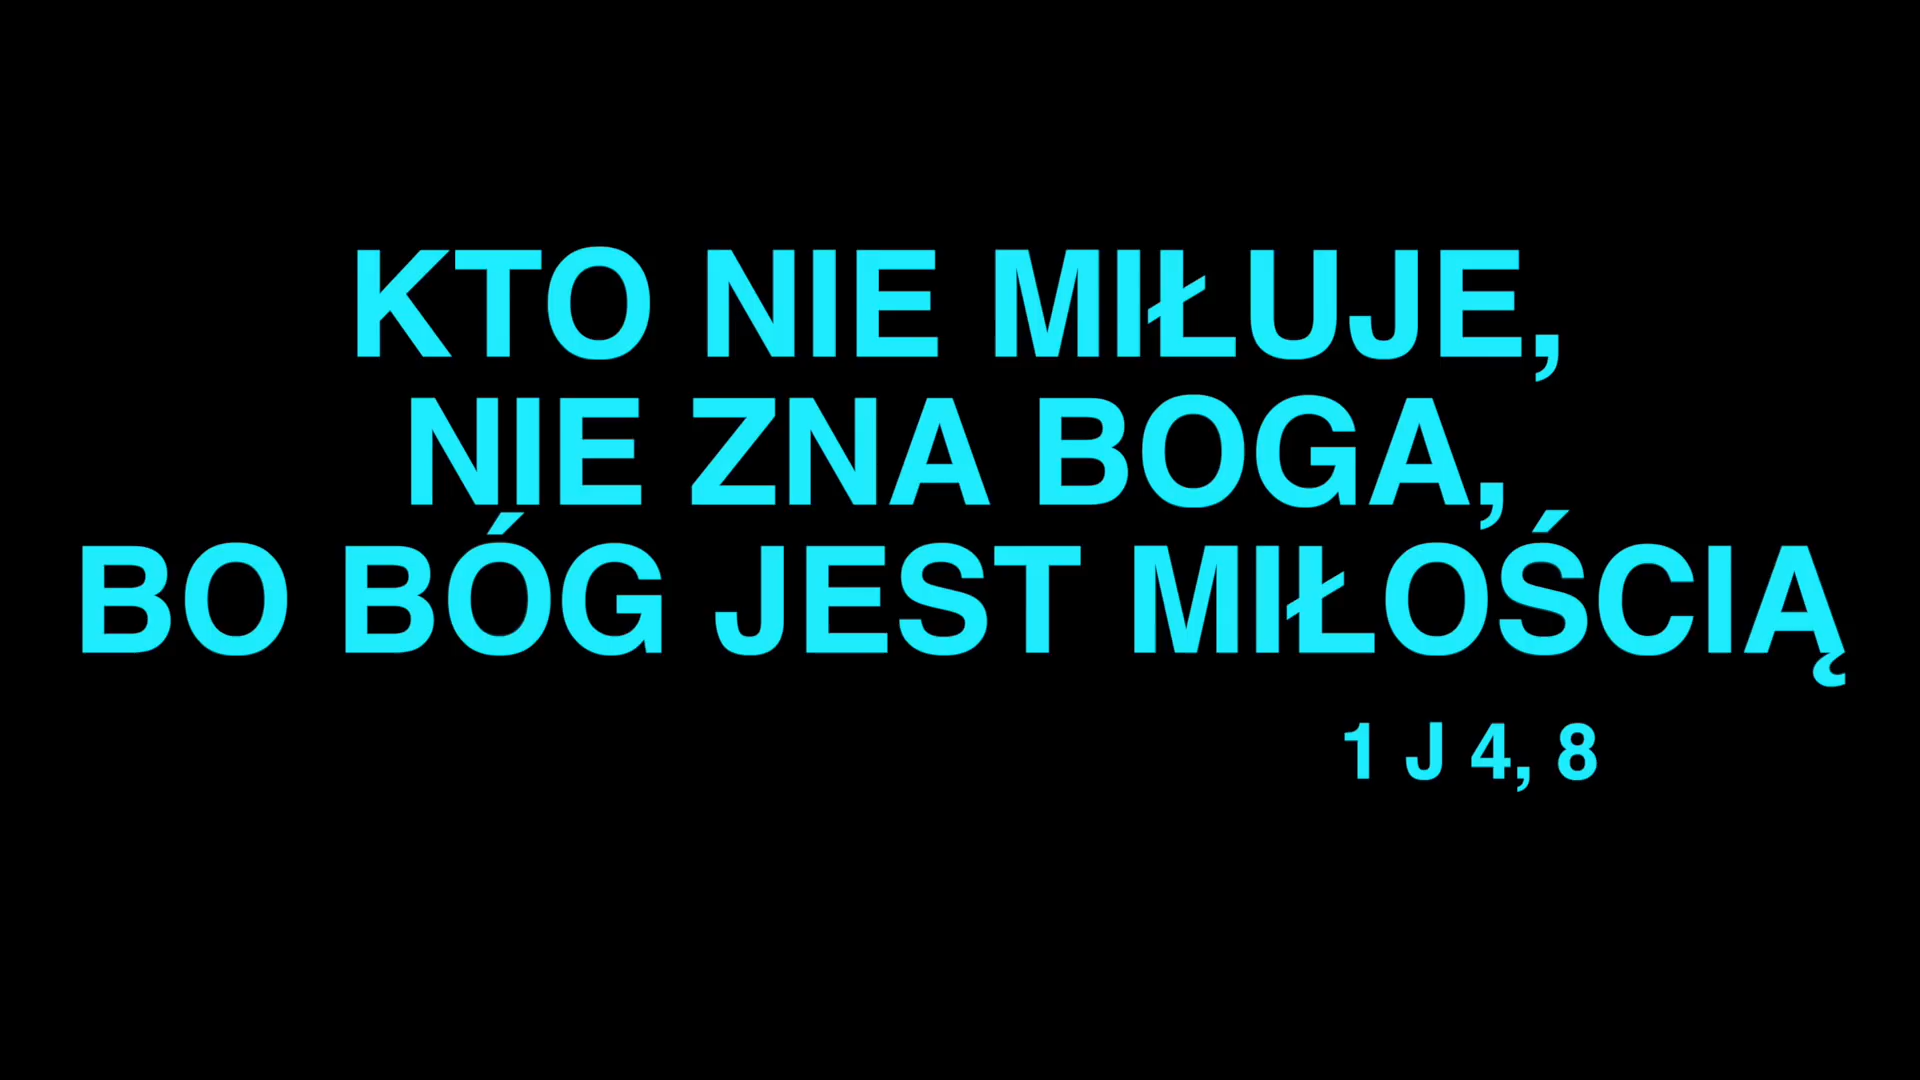 KTO NIE MIŁUJE,
NIE ZNA BOGA,
BO BÓG JEST MIŁOŚCIĄ
1 J 4, 8